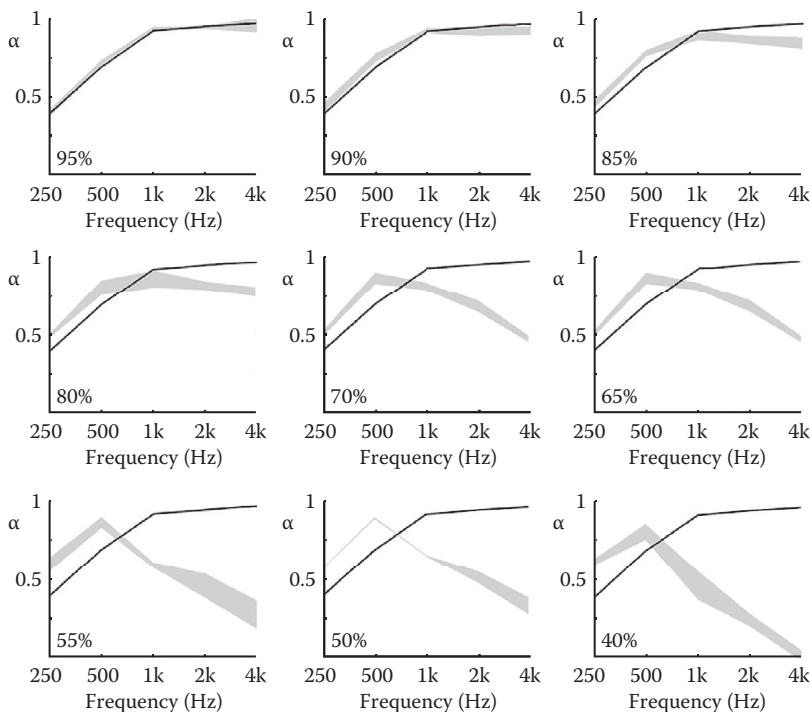 1 1 1
α α α
0.5 0.5 0.5
95% 90% 85%
250 500 1k 2k 4k 250 500 1k 2k 4k 250 500 1k 2k 4k
Frequency (Hz) Frequency (Hz) Frequency (Hz)
1 1 1
α α α
0.5 0.5 0.5
80% 70% 65%
250 500 1k 2k 4k 250 500 1k 2k 4k 250 500 1k 2k 4k
Frequency (Hz) Frequency (Hz) Frequency (Hz)
1 1 1
α α α
0.5 0.5 0.5
55% 50% 40%
250 500 1k 2k 4k 250 500 1k 2k 4k 250 500 1k 2k 4k
Frequency (Hz) Frequency (Hz) Frequency (Hz)